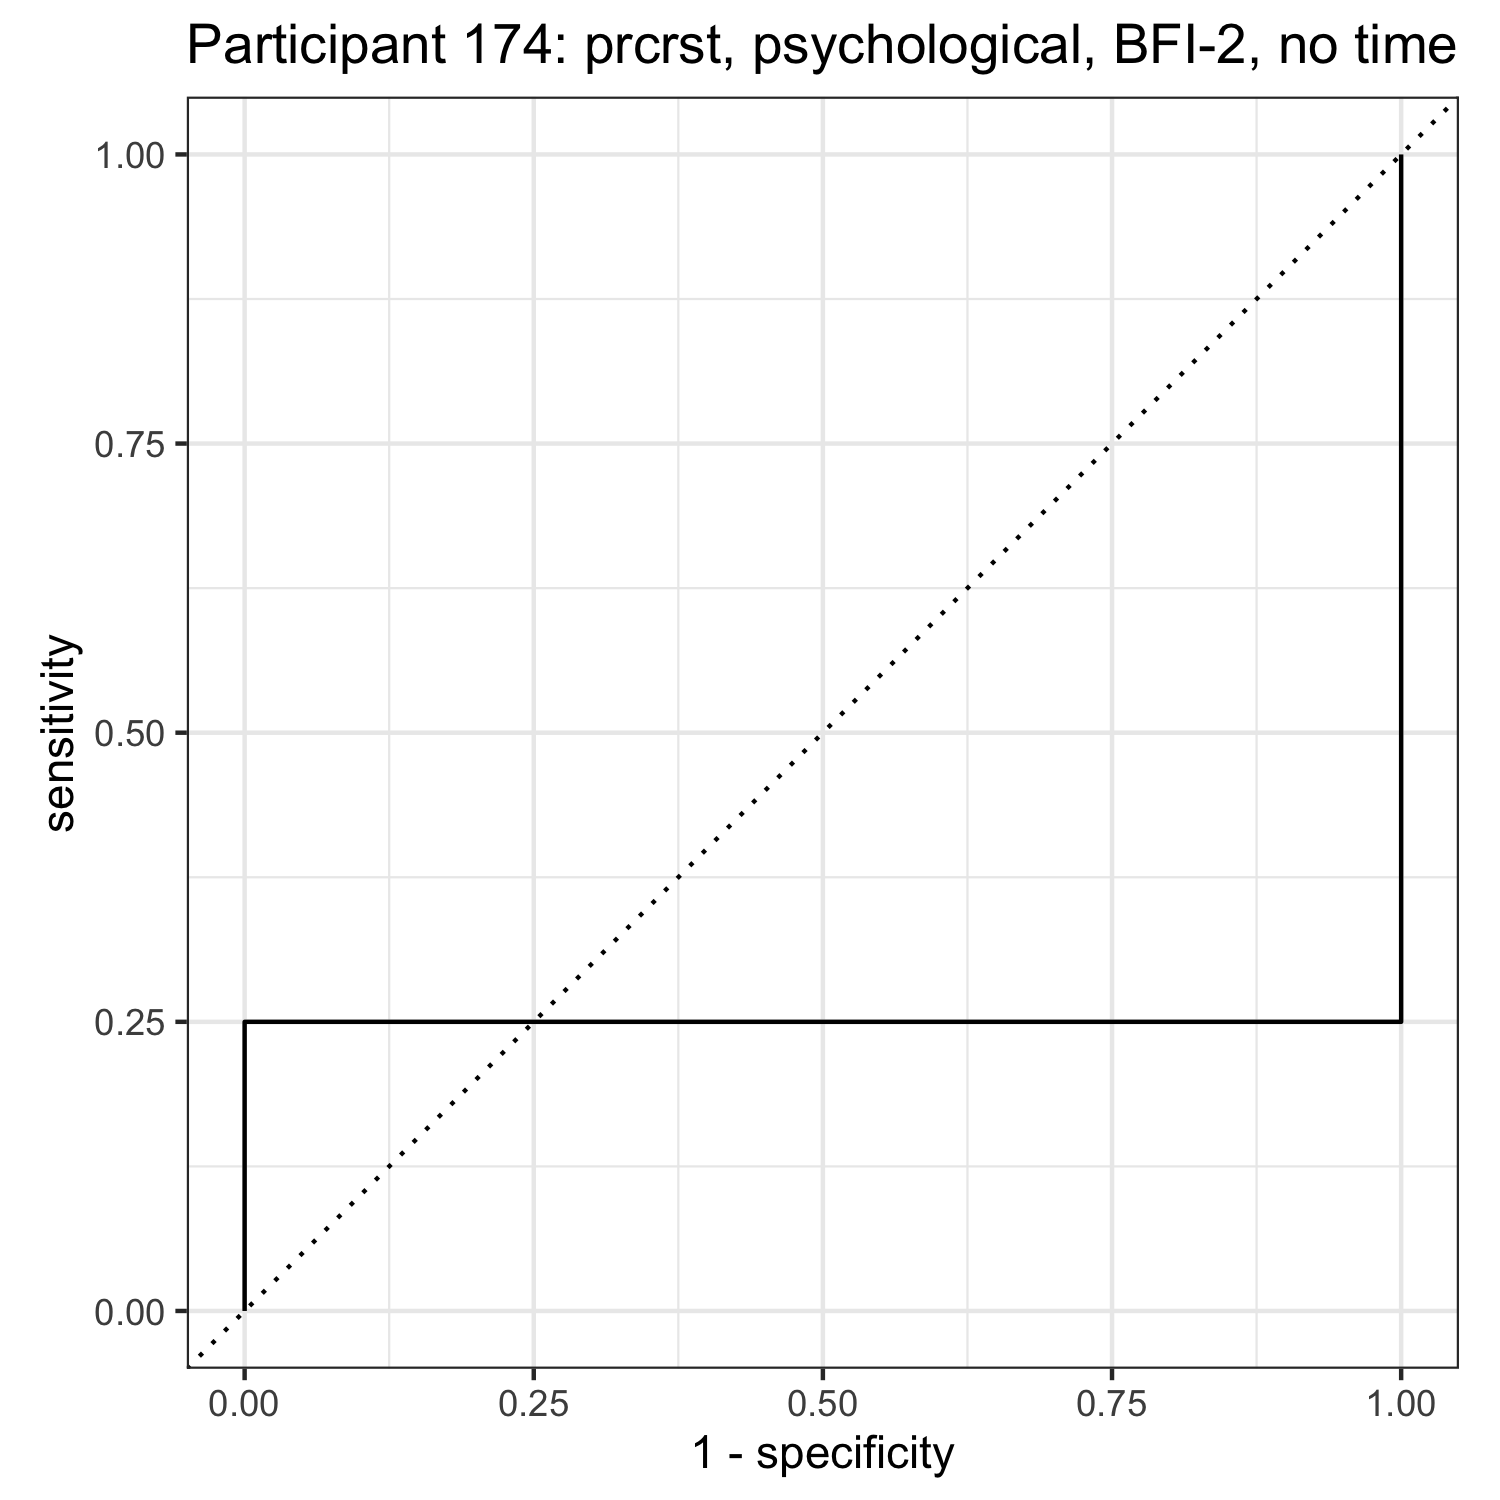 Participant 174: prcrst, psychological, BFI-2, no time
1.00
0.75
0.50
0.25
0.00
sensitivity
0.00 0.25 0.50 0.75 1.00
1 - specificity